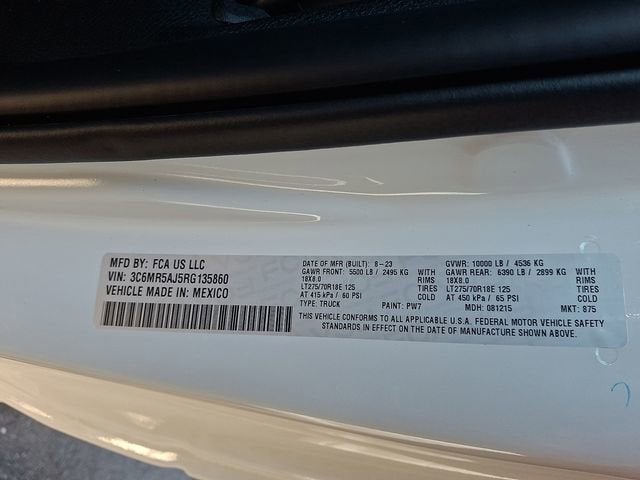 MFD BY: FCA US LLC
VIN: 3C6MR5AJ5RG135860
VEHICLE MADE IN: MEXICO
DATE OF MFR (BUILT): 8-23
GVWR: 10000 LB / 4536 KG
GAWR FRONT: 5500 LB / 2495 KG WITH
18X8.0 RIMS
LT275/70R18E 125 TIRES
AT 415 kPa / 60 PSI COLD
TYPE: TRUCK PAINT: PW7
GAWR REAR: 6390 LB / 2899 KG WITH
18X8.0 RIMS
LT275/70R18E 125 TIRES
AT 450 kPa / 65 PSI COLD
MDH: 081215 MKT: 875
THIS VEHICLE CONFORMS TO ALL APPLICABLE U.S.A. FEDERAL MOTOR VEHICLE SAFETY
STANDARDS IN EFFECT ON THE DATE OF MANUFACTURE SHOWN ABOVE.